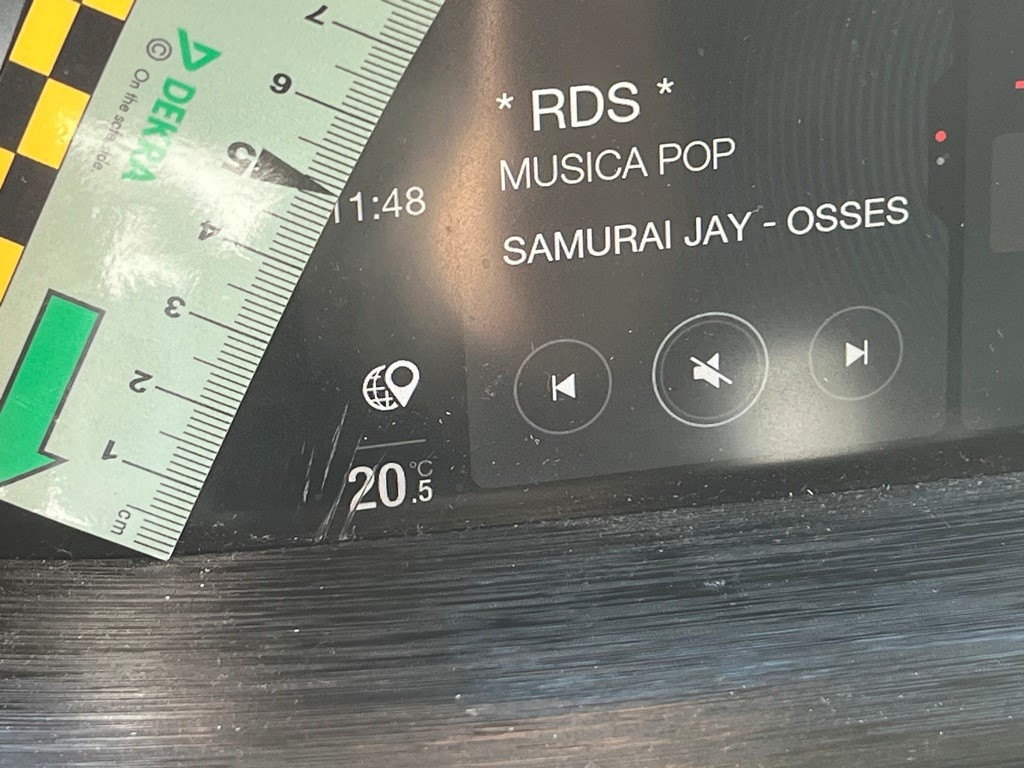 7
6
5
4
3
2
1
cm
DEKRA
© On the safe side.
* RDS *
MUSICA POP
11:48
SAMURAI JAY - OSSES
20.5 °C